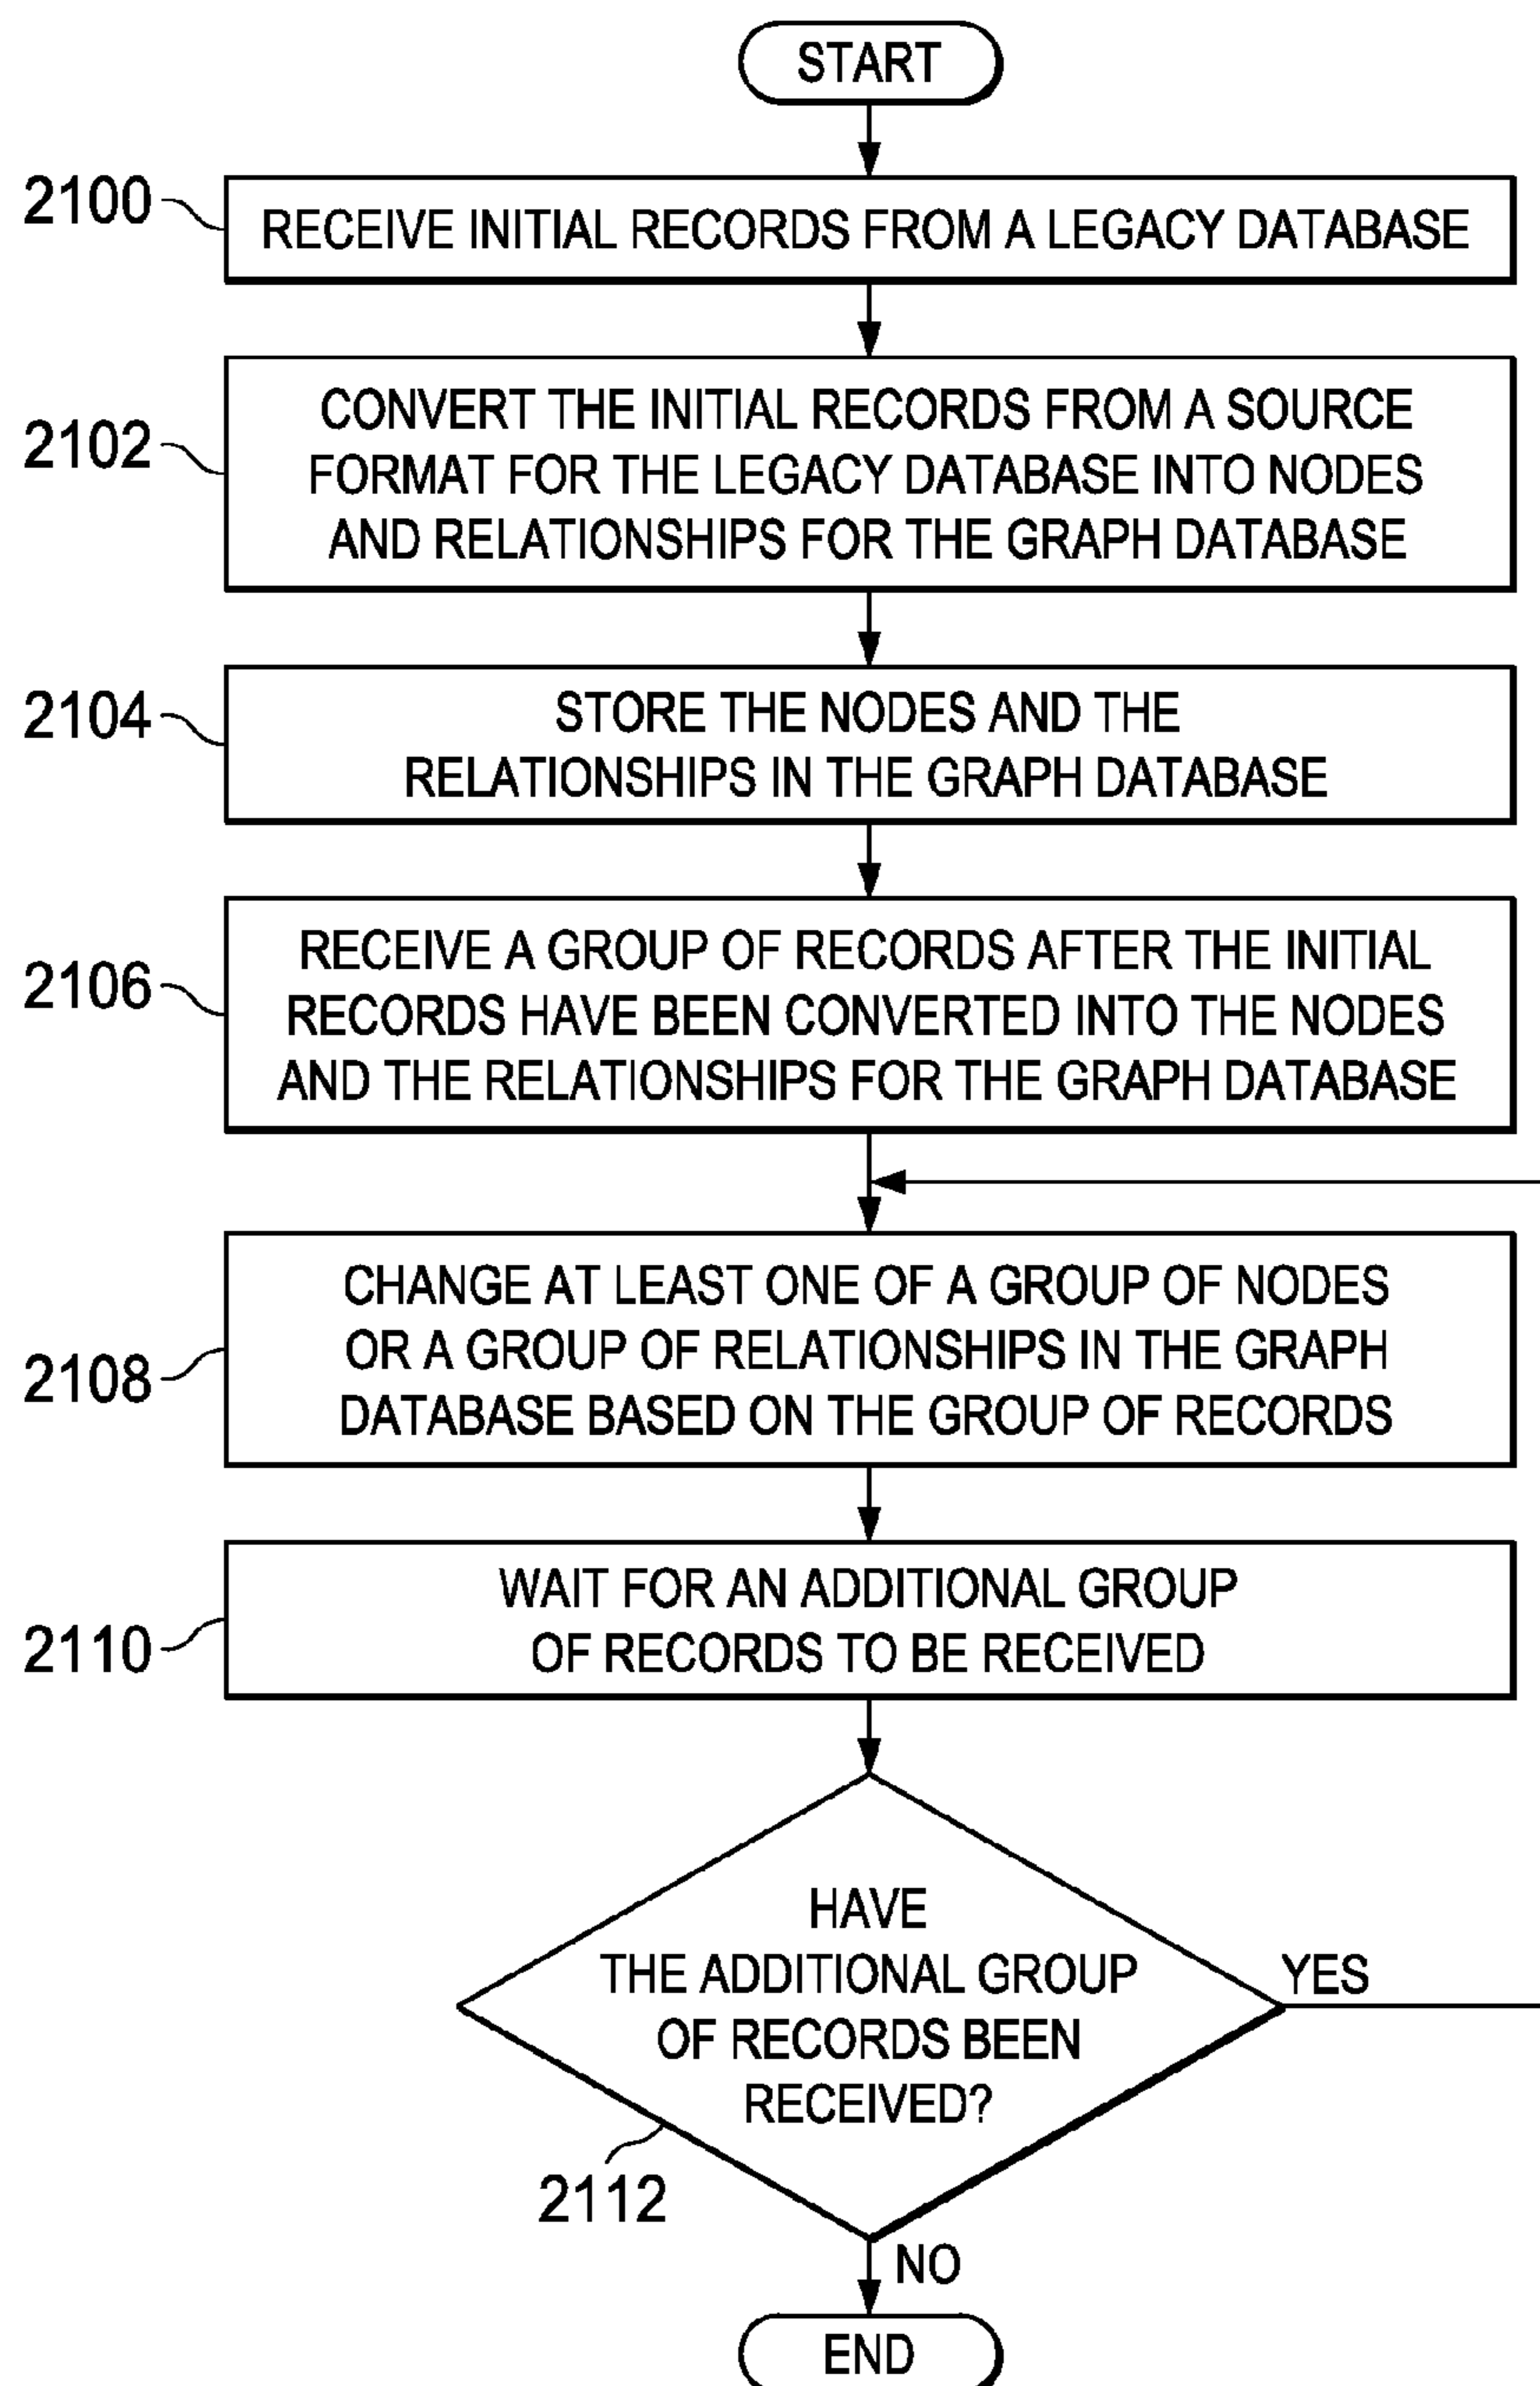 START
2100
RECEIVE INITIAL RECORDS FROM A LEGACY DATABASE
2102
CONVERT THE INITIAL RECORDS FROM A SOURCE
FORMAT FOR THE LEGACY DATABASE INTO NODES
AND RELATIONSHIPS FOR THE GRAPH DATABASE
2104
STORE THE NODES AND THE
RELATIONSHIPS IN THE GRAPH DATABASE
2106
RECEIVE A GROUP OF RECORDS AFTER THE INITIAL
RECORDS HAVE BEEN CONVERTED INTO THE NODES
AND THE RELATIONSHIPS FOR THE GRAPH DATABASE
2108
CHANGE AT LEAST ONE OF A GROUP OF NODES
OR A GROUP OF RELATIONSHIPS IN THE GRAPH
DATABASE BASED ON THE GROUP OF RECORDS
2110
WAIT FOR AN ADDITIONAL GROUP
OF RECORDS TO BE RECEIVED
HAVE
THE ADDITIONAL GROUP
OF RECORDS BEEN
RECEIVED?
YES
2112
NO
END